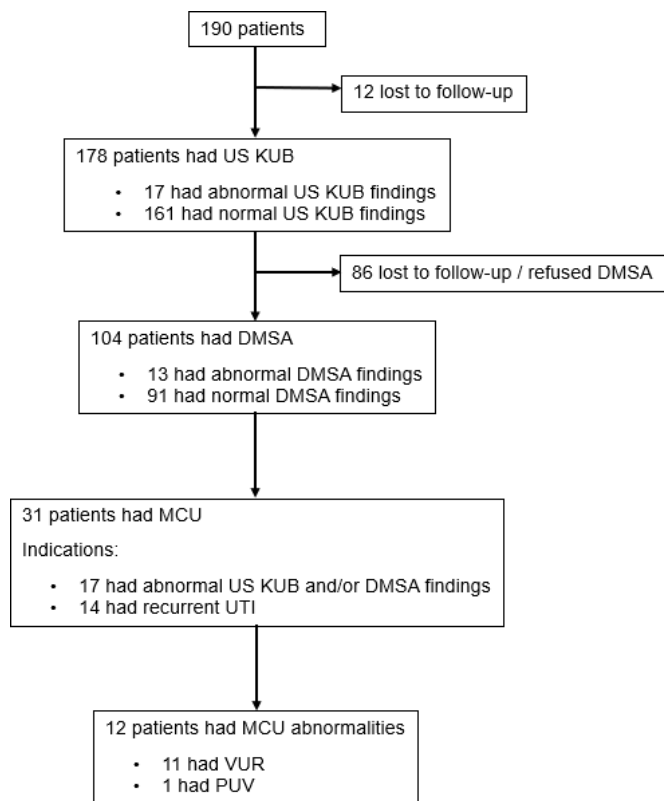 190 patients
12 lost to follow-up
178 patients had US KUB
• 17 had abnormal US KUB findings
• 161 had normal US KUB findings
86 lost to follow-up / refused DMSA
104 patients had DMSA
• 13 had abnormal DMSA findings
• 91 had normal DMSA findings
31 patients had MCU
Indications:
• 17 had abnormal US KUB and/or DMSA findings
• 14 had recurrent UTI
12 patients had MCU abnormalities
• 11 had VUR
• 1 had PUV